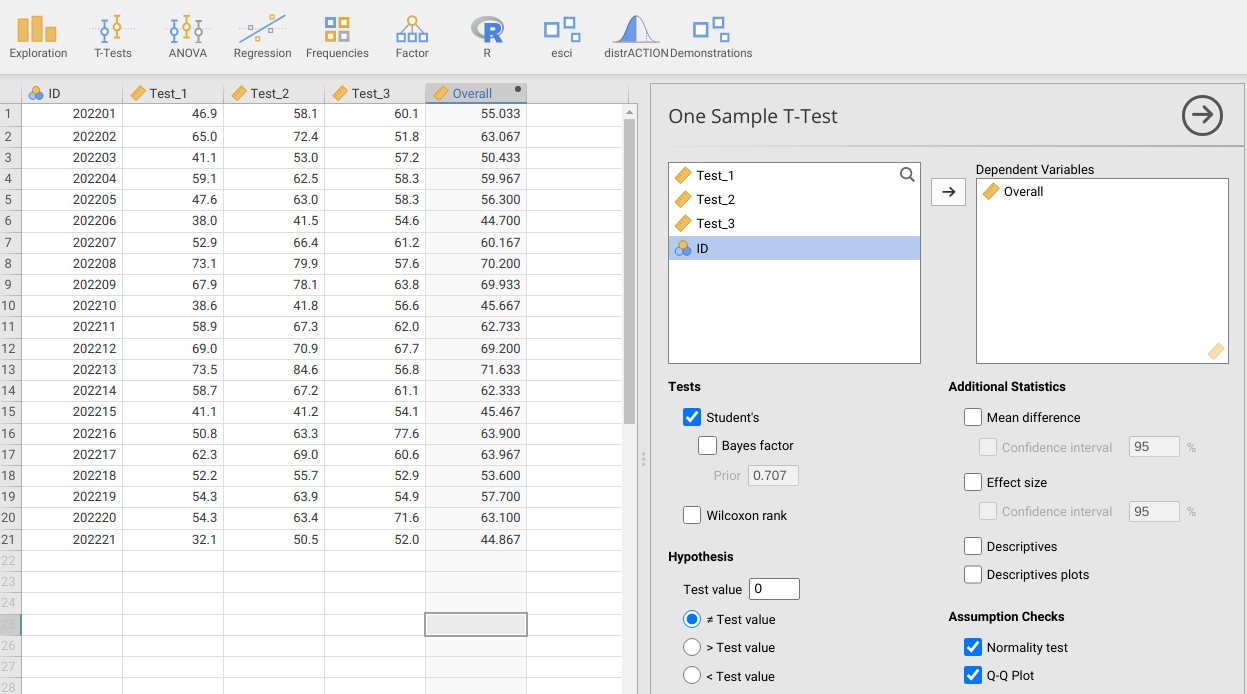 Exploration T-Tests ANOVA Regression Frequencies Factor R esci distrACTION Demonstrations
ID Test_1 Test_2 Test_3 Overall
1 202201 46.9 58.1 60.1 55.033
2 202202 65.0 72.4 51.8 63.067
3 202203 41.1 53.0 57.2 50.433
4 202204 59.1 62.5 58.3 59.967
5 202205 47.6 63.0 58.3 56.300
6 202206 38.0 41.5 54.6 44.700
7 202207 52.9 66.4 61.2 60.167
8 202208 73.1 79.9 57.6 70.200
9 202209 67.9 78.1 63.8 69.933
10 202210 38.6 41.8 56.6 45.667
11 202211 58.9 67.3 62.0 62.733
12 202212 69.0 70.9 67.7 69.200
13 202213 73.5 84.6 56.8 71.633
14 202214 58.7 67.2 61.1 62.333
15 202215 41.1 41.2 54.1 45.467
16 202216 50.8 63.3 77.6 63.900
17 202217 62.3 69.0 60.6 63.967
18 202218 52.2 55.7 52.9 53.600
19 202219 54.3 63.9 54.9 57.700
20 202220 54.3 63.4 71.6 63.100
21 202221 32.1 50.5 52.0 44.867
22
23
24
25
26
27
28
One Sample T-Test
Test_1
Test_2
Test_3
ID
Dependent Variables
Overall
Tests
Student's
Bayes factor
Prior 0.707
Wilcoxon rank
Hypothesis
Test value 0
≠ Test value
> Test value
< Test value
Additional Statistics
Mean difference
Confidence interval 95 %
Effect size
Confidence interval 95 %
Descriptives
Descriptives plots
Assumption Checks
Normality test
Q-Q Plot